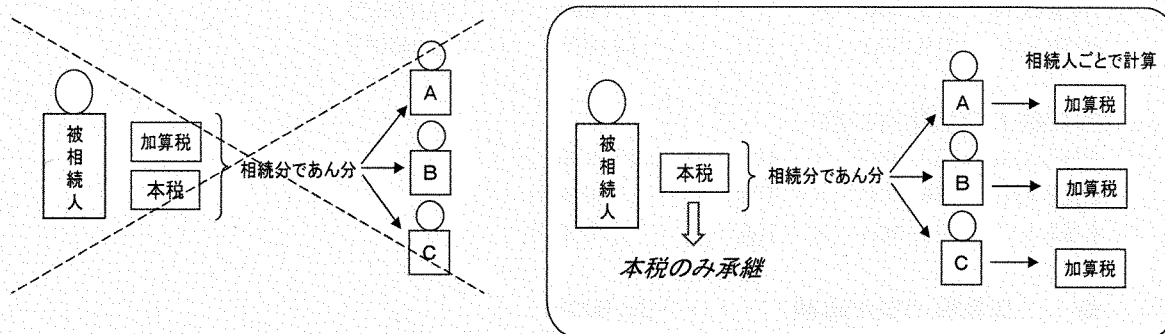 被相続人
加算税
本税
相続分であん分
A
B
C
被相続人
本税
本税のみ承継
相続分であん分
相続人ごとで計算
A
加算税
B
加算税
C
加算税